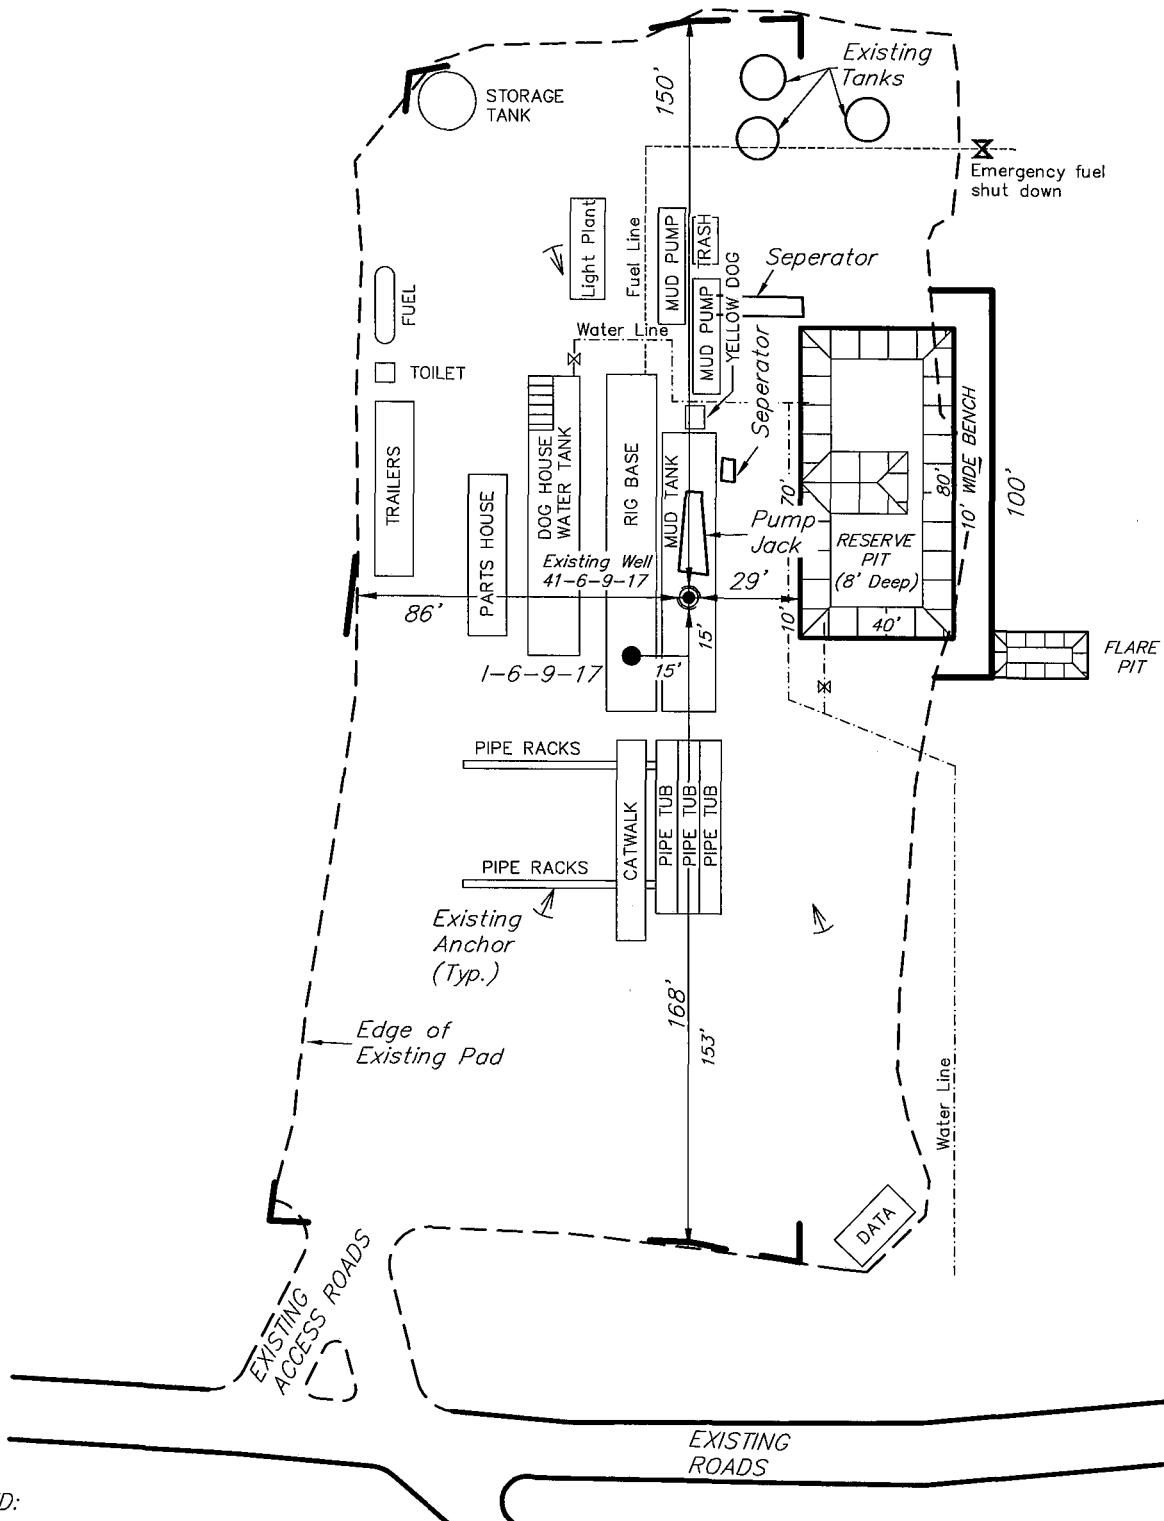 Existing
Tanks
STORAGE
TANK
150'
Emergency fuel
shut down
Light Plant
Fuel Line
MUD PUMP
TRASH
MUD PUMP
YELLOW DOG
Seperator
FUEL
Water Line
TOILET
Seperator
TRAILERS
PARTS HOUSE
DOG HOUSE
WATER TANK
RIG BASE
MUD TANK
Pump
Jack
70'
80'
10' WIDE BENCH
100'
RESERVE
PIT
(8' Deep)
Existing Well
41-6-9-17
86'
29'
10'
40'
15'
15'
I-6-9-17
FLARE
PIT
PIPE RACKS
CATWALK
PIPE TUB
PIPE TUB
PIPE TUB
PIPE RACKS
Existing
Anchor
(Typ.)
168'
153'
Edge of
Existing Pad
Water Line
DATA
EXISTING
ACCESS ROADS
EXISTING
ROADS
D: